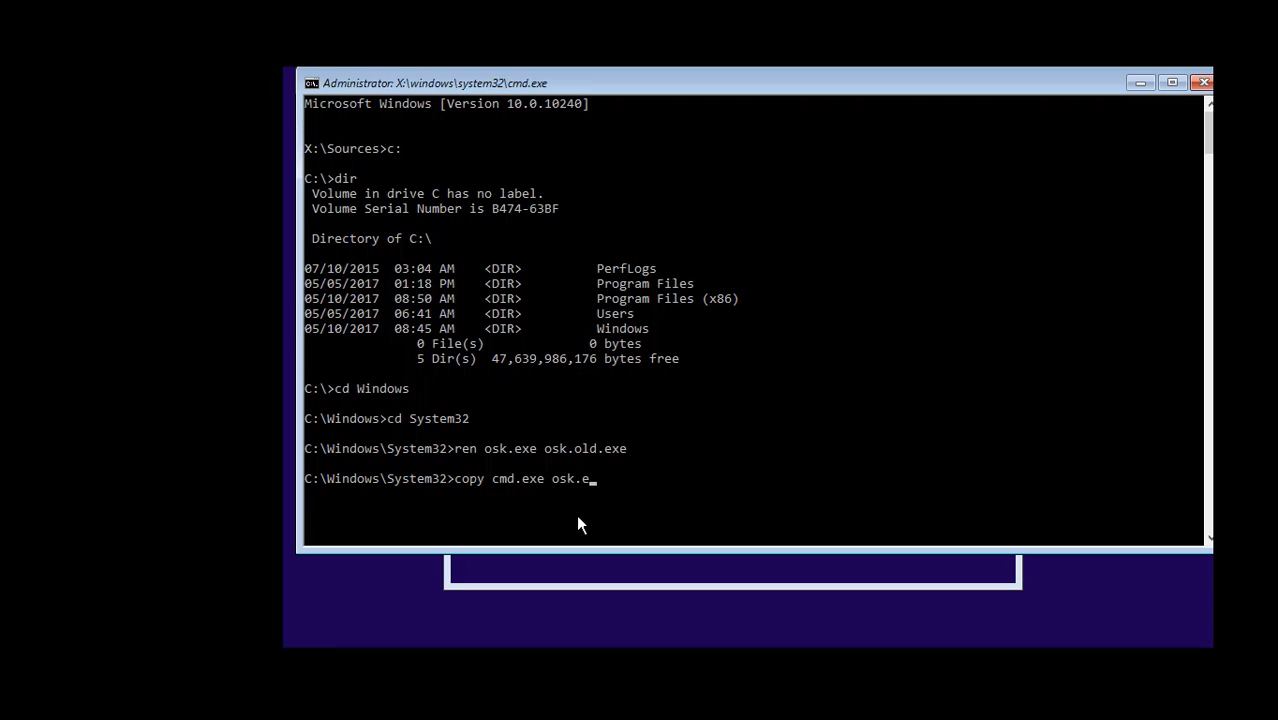 Administrator: X:\windows\system32\cmd.exe
Microsoft Windows [Version 10.0.10240]
X:\Sources>c:
C:\>dir
Volume in drive C has no label.
Volume Serial Number is B474-63BF
Directory of C:\
07/10/2015  03:04 AM    <DIR>          PerfLogs
05/05/2017  01:18 PM    <DIR>          Program Files
05/10/2017  08:50 AM    <DIR>          Program Files (x86)
05/05/2017  06:41 AM    <DIR>          Users
05/10/2017  08:45 AM    <DIR>          Windows
0 File(s)              0 bytes
5 Dir(s)  47,639,986,176 bytes free
C:\>cd Windows
C:\Windows>cd System32
C:\Windows\System32>ren osk.exe osk.old.exe
C:\Windows\System32>copy cmd.exe osk.e_